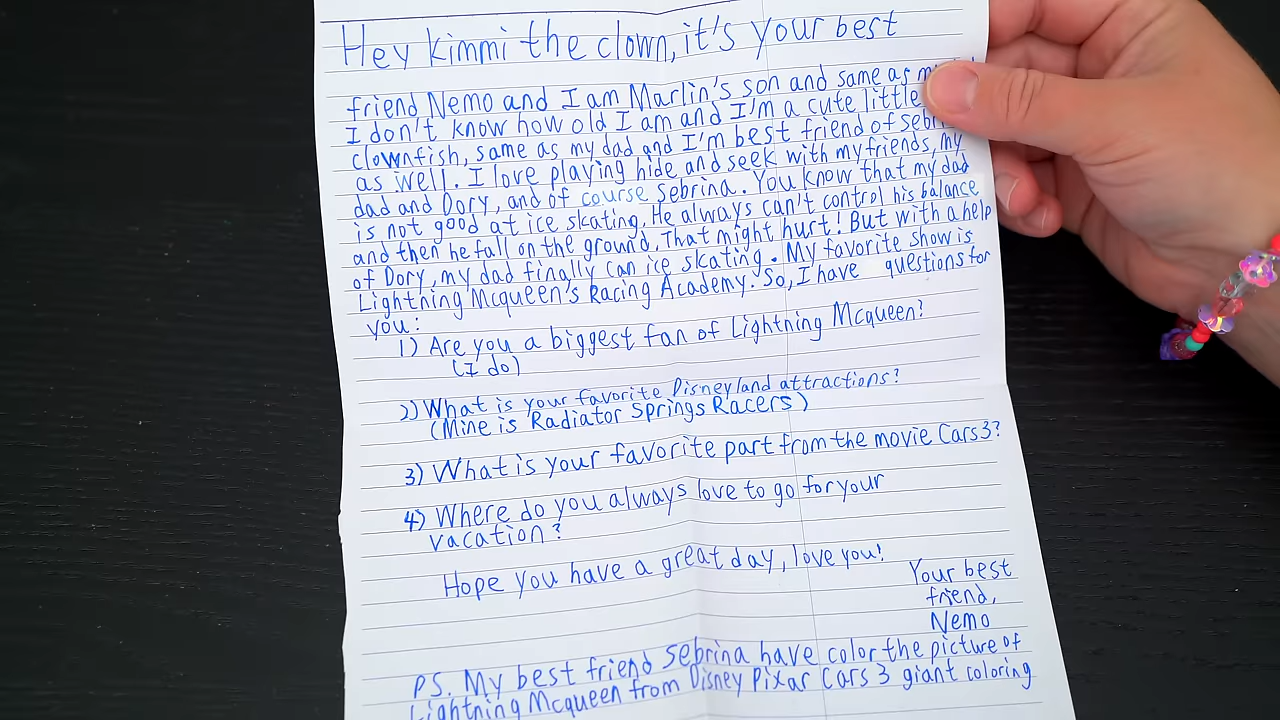 Hey kimmi the clown, it's your best
friend Nemo and I am Marlin's son and same as
I don't know how old I am and I'm a cute little
clownfish, same as my dad and I'm best friend of
as well. I love playing hide and seek with my friends, my
dad and Dory, and of course sebrina. You know that my dad
is not good at ice skating. He always can't control his balance
and then he fall on the ground. That might hurt! But with a help
of Dory, my dad finally can ice skating. My favorite show is
Lightning Mcqueen's Racing Academy. So, I have questions for
you:
1) Are you a biggest fan of Lightning Mcqueen?
(I do)
2) What is your favorite Disneyland attractions?
(Mine is Radiator Springs Racers)
3) What is your favorite part from the movie Cars 3?
4) Where do you always love to go for your
vacation?
Hope you have a great day, love you!
Your best
friend,
Nemo
PS. My best friend sebrina have color the picture of
Lightning Mcqueen from Disney Pixar Cars 3 giant coloring